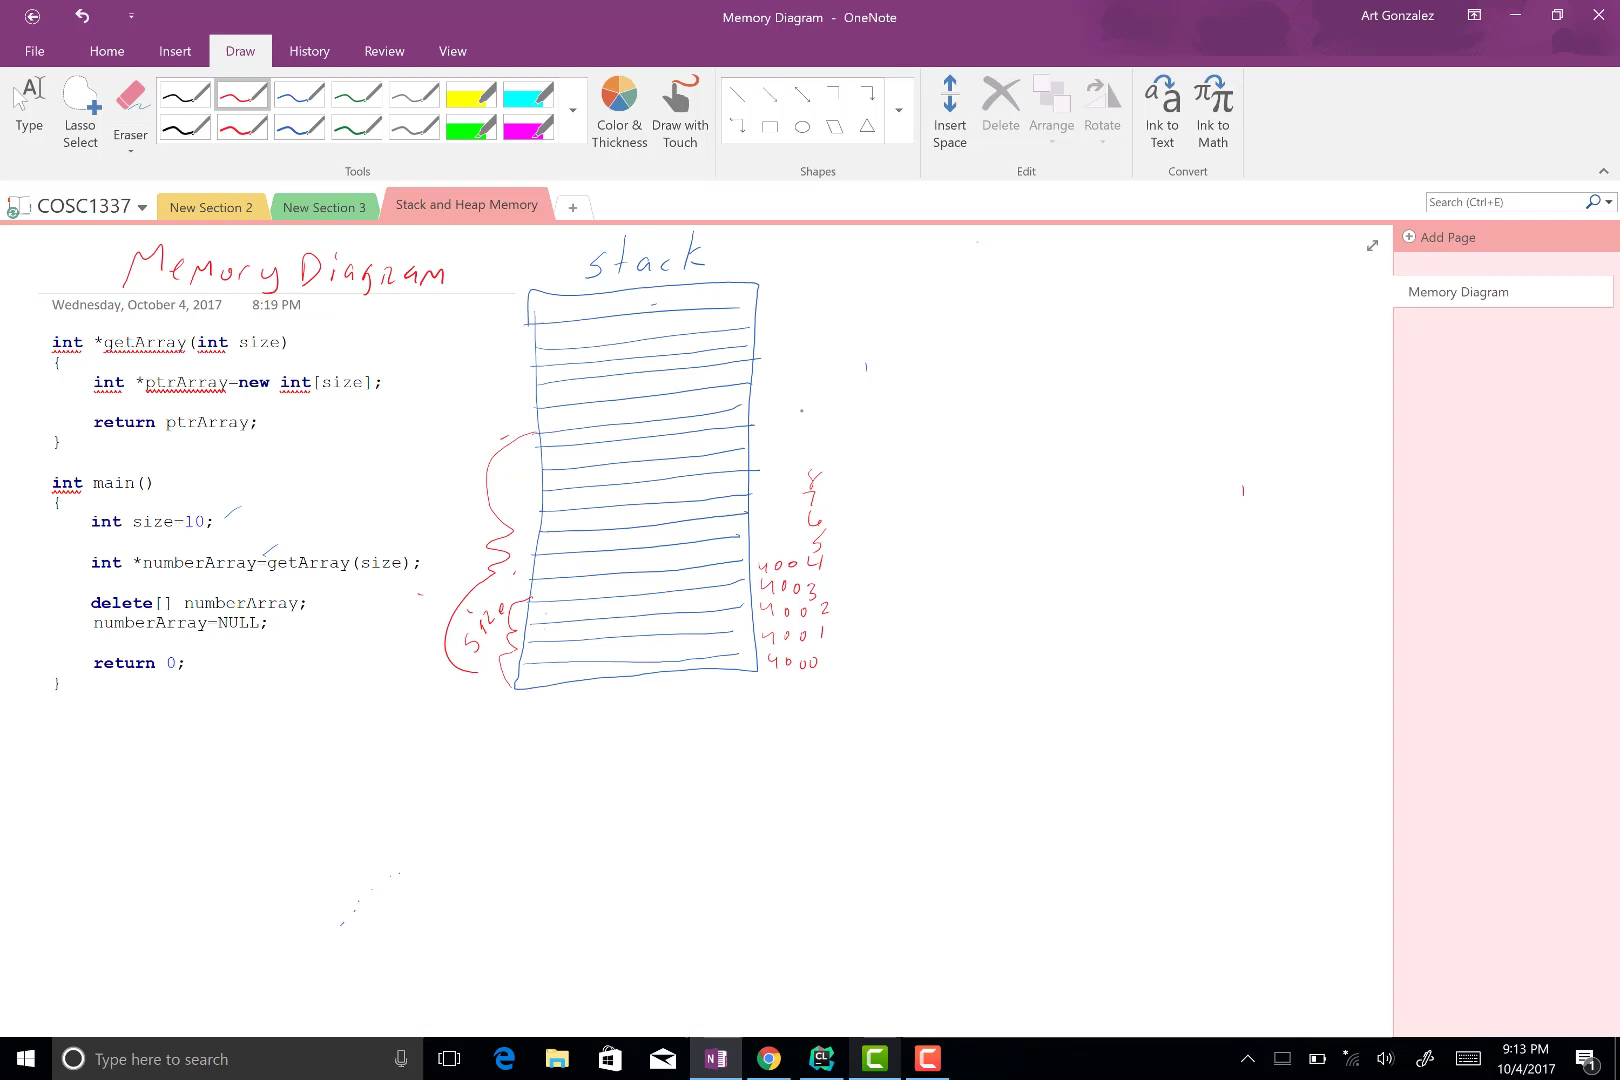 Memory Diagram - OneNote
Art Gonzalez
File Home Insert Draw History Review View
Type
Lasso Select
Eraser
Color & Thickness
Draw with Touch
Insert Space
Delete
Arrange
Rotate
Ink to Text
Ink to Math
Tools
Shapes
Edit
Convert
COSC1337
New Section 2
New Section 3
Stack and Heap Memory
Search (Ctrl+E)
Add Page
Memory Diagram
Memory Diagram
Wednesday, October 4, 2017 8:19 PM
int *getArray(int size)
{
int *ptrArray=new int[size];
return ptrArray;
}
int main()
{
int size=10;
int *numberArray=getArray(size);
delete[] numberArray;
numberArray=NULL;
return 0;
}
stack
size
8
7
6
5
4004
4003
4002
4001
4000
Type here to search
9:13 PM
10/4/2017
1